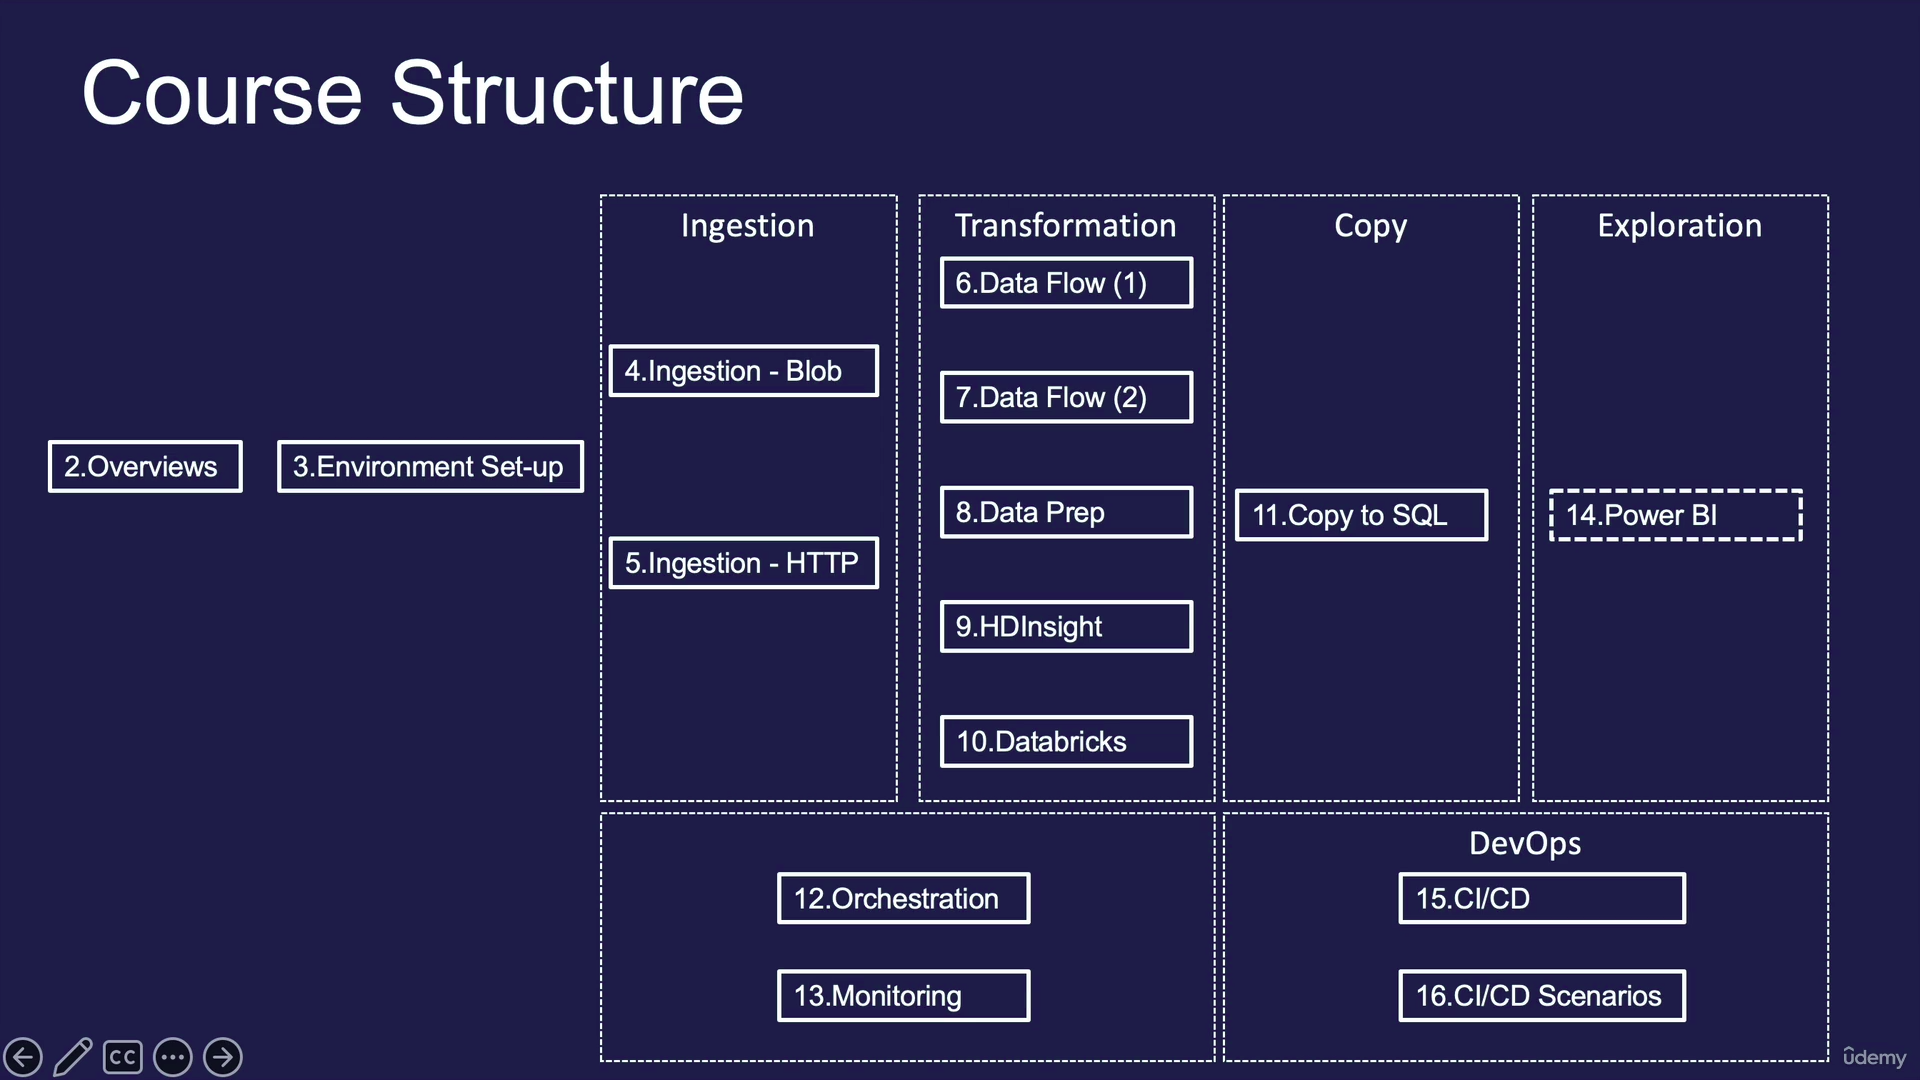 Course Structure
2.Overviews
3.Environment Set-up
Ingestion
4.Ingestion - Blob
5.Ingestion - HTTP
Transformation
6.Data Flow (1)
7.Data Flow (2)
8.Data Prep
9.HDInsight
10.Databricks
Copy
11.Copy to SQL
Exploration
14.Power BI
12.Orchestration
13.Monitoring
DevOps
15.CI/CD
16.CI/CD Scenarios
CC
ûdemy